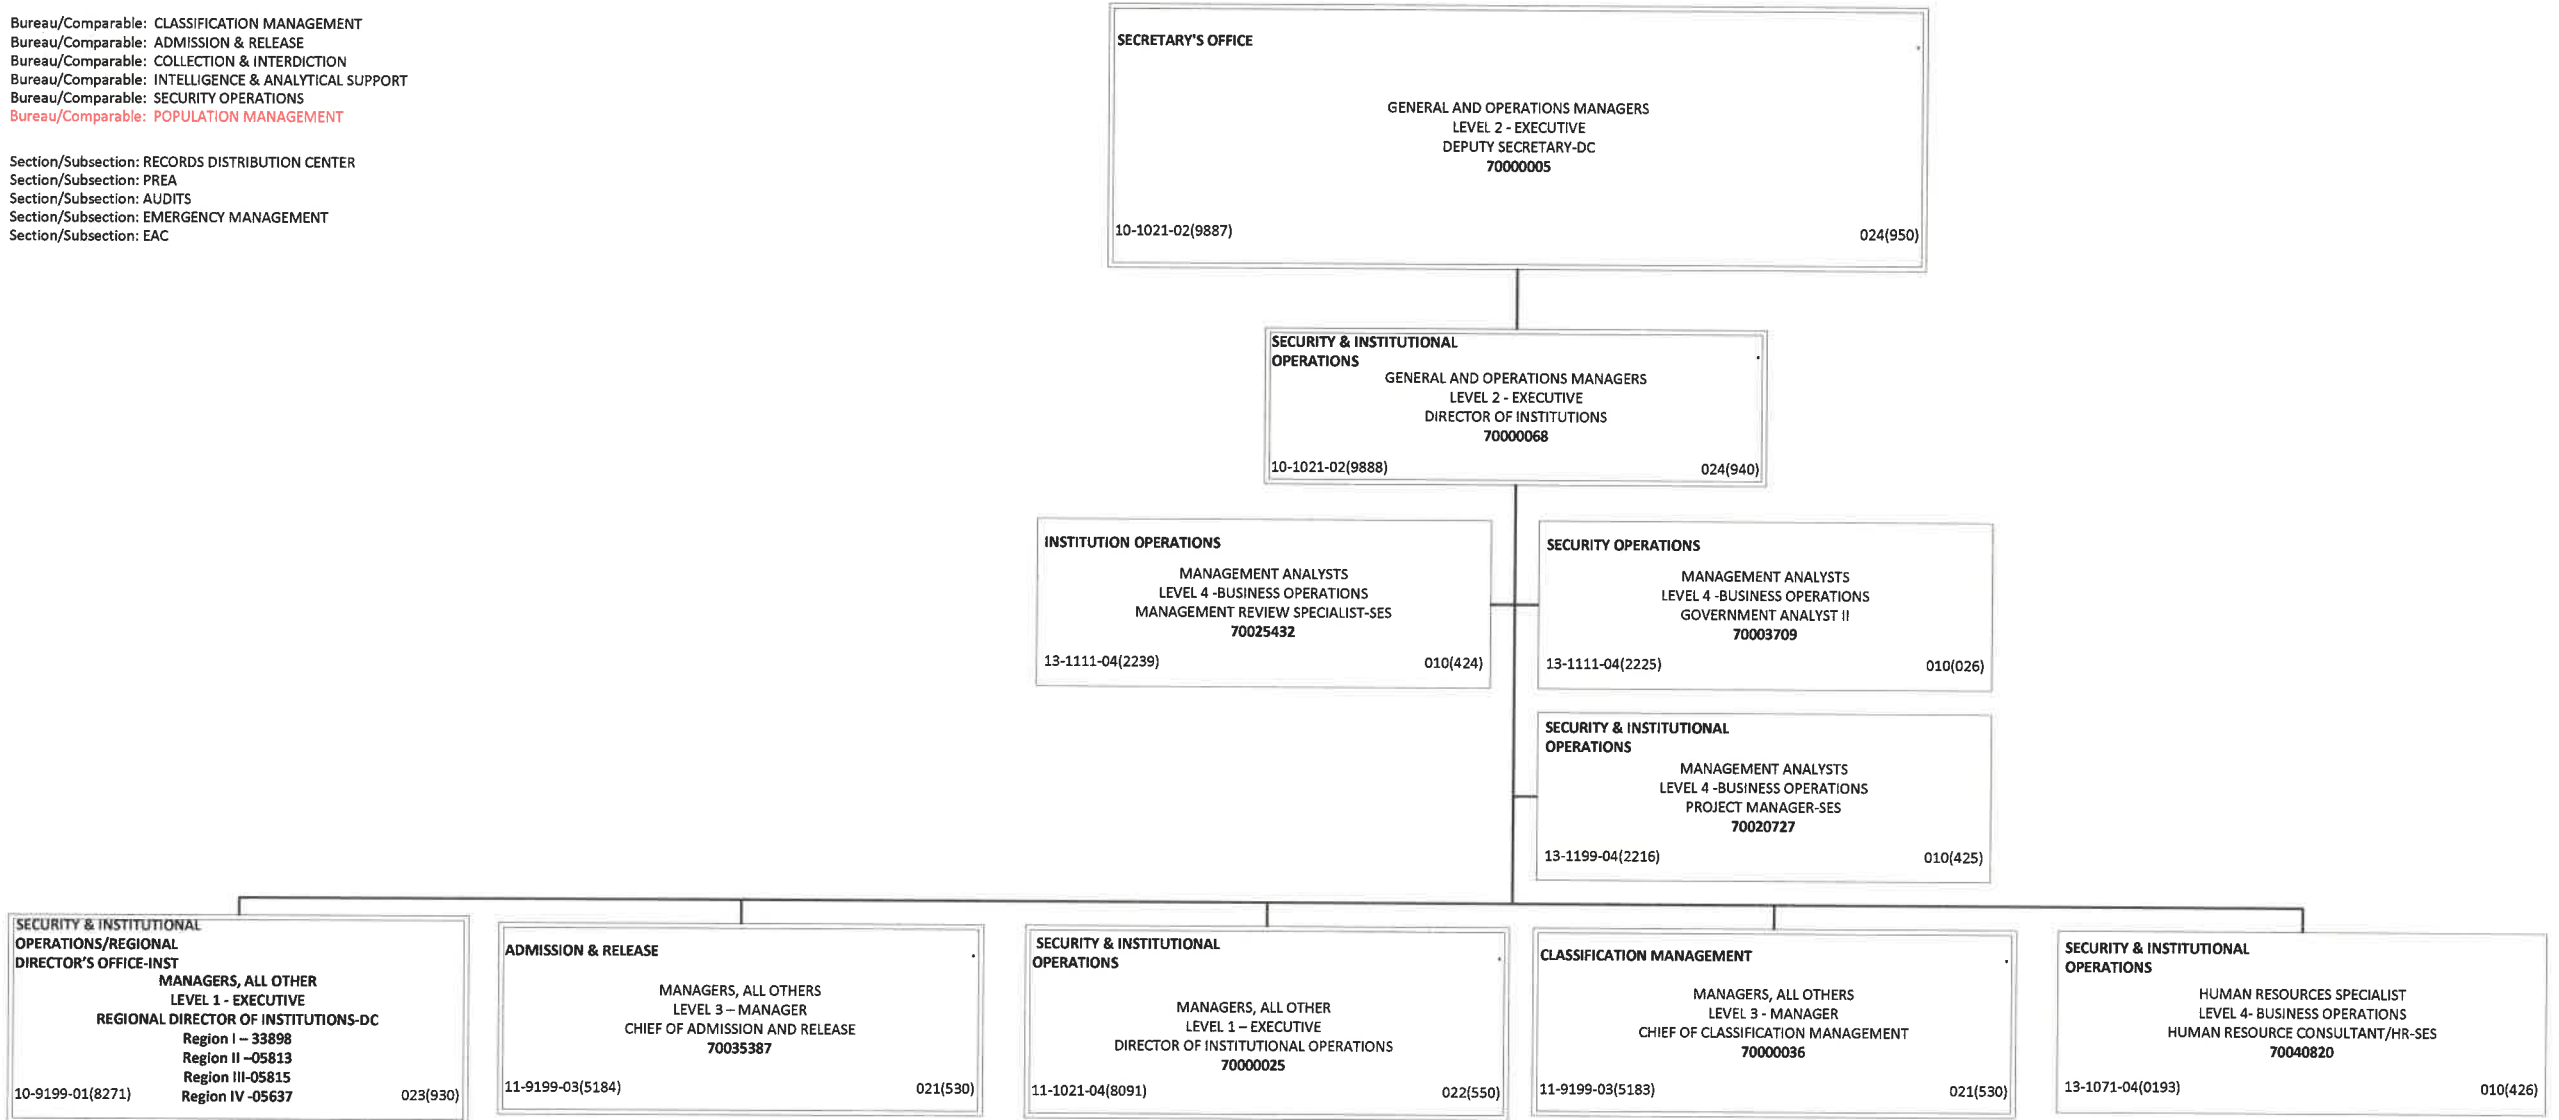 Bureau/Comparable: CLASSIFICATION MANAGEMENT
Bureau/Comparable: ADMISSION & RELEASE
Bureau/Comparable: COLLECTION & INTERDICTION
Bureau/Comparable: INTELLIGENCE & ANALYTICAL SUPPORT
Bureau/Comparable: SECURITY OPERATIONS
Bureau/Comparable: POPULATION MANAGEMENT
Section/Subsection: RECORDS DISTRIBUTION CENTER
Section/Subsection: PREA
Section/Subsection: AUDITS
Section/Subsection: EMERGENCY MANAGEMENT
Section/Subsection: EAC
SECRETARY'S OFFICE
GENERAL AND OPERATIONS MANAGERS
LEVEL 2 - EXECUTIVE
DEPUTY SECRETARY-DC
70000005
10-1021-02(9887) 024(950)
SECURITY & INSTITUTIONAL
OPERATIONS
GENERAL AND OPERATIONS MANAGERS
LEVEL 2 - EXECUTIVE
DIRECTOR OF INSTITUTIONS
70000068
10-1021-02(9888) 024(940)
INSTITUTION OPERATIONS
MANAGEMENT ANALYSTS
LEVEL 4 -BUSINESS OPERATIONS
MANAGEMENT REVIEW SPECIALIST-SES
70025432
13-1111-04(2239) 010(424)
SECURITY OPERATIONS
MANAGEMENT ANALYSTS
LEVEL 4 -BUSINESS OPERATIONS
GOVERNMENT ANALYST II
70003709
13-1111-04(2225) 010(026)
SECURITY & INSTITUTIONAL
OPERATIONS
MANAGEMENT ANALYSTS
LEVEL 4 -BUSINESS OPERATIONS
PROJECT MANAGER-SES
70020727
13-1199-04(2216) 010(425)
SECURITY & INSTITUTIONAL
OPERATIONS/REGIONAL
DIRECTOR'S OFFICE-INST
MANAGERS, ALL OTHER
LEVEL 1 - EXECUTIVE
REGIONAL DIRECTOR OF INSTITUTIONS-DC
Region I – 33898
Region II –05813
Region III-05815
10-9199-01(8271) Region IV -05637 023(930)
ADMISSION & RELEASE
MANAGERS, ALL OTHERS
LEVEL 3 – MANAGER
CHIEF OF ADMISSION AND RELEASE
70035387
11-9199-03(5184) 021(530)
SECURITY & INSTITUTIONAL
OPERATIONS
MANAGERS, ALL OTHER
LEVEL 1 – EXECUTIVE
DIRECTOR OF INSTITUTIONAL OPERATIONS
70000025
11-1021-04(8091) 022(550)
CLASSIFICATION MANAGEMENT
MANAGERS, ALL OTHERS
LEVEL 3 - MANAGER
CHIEF OF CLASSIFICATION MANAGEMENT
70000036
11-9199-03(5183) 021(530)
SECURITY & INSTITUTIONAL
OPERATIONS
HUMAN RESOURCES SPECIALIST
LEVEL 4- BUSINESS OPERATIONS
HUMAN RESOURCE CONSULTANT/HR-SES
70040820
13-1071-04(0193) 010(426)